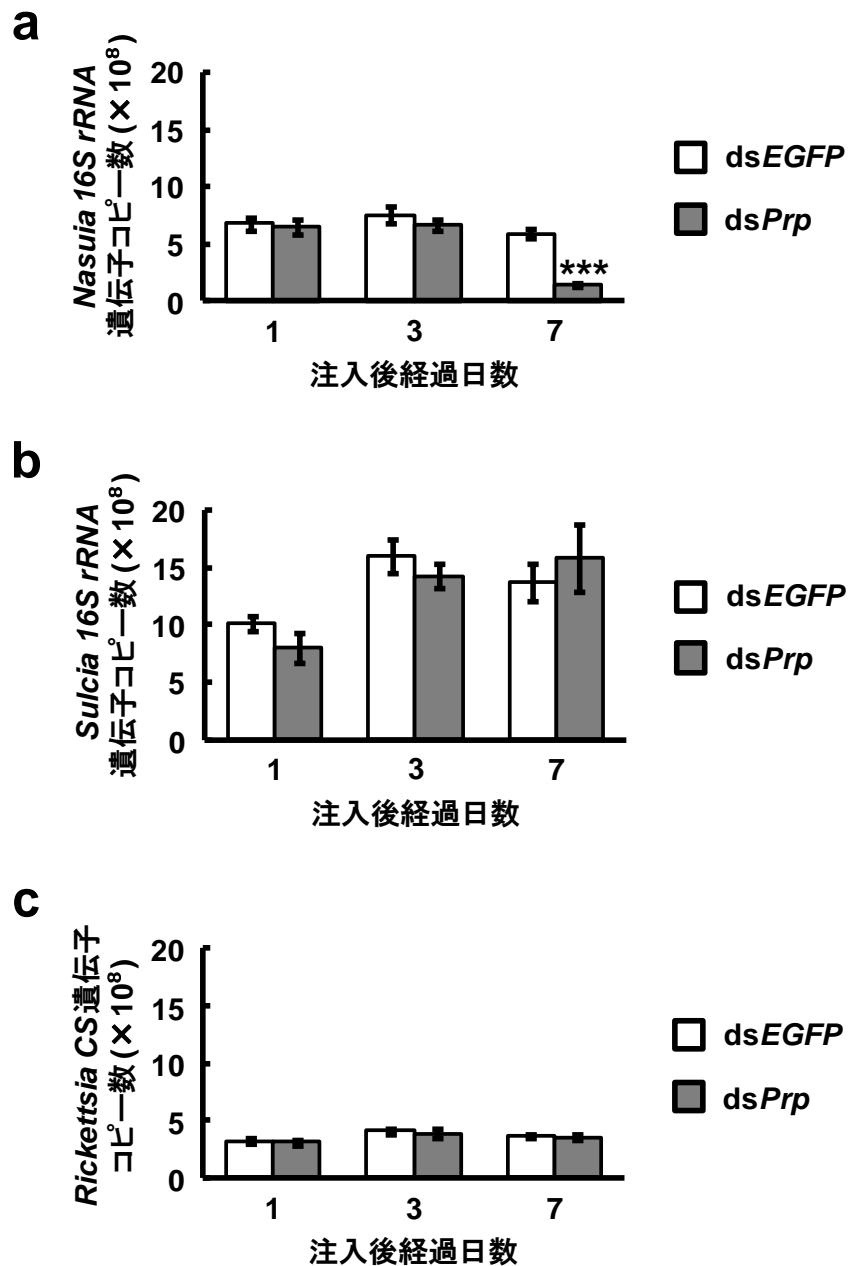 a
Nasuia 16S rRNA
遺伝子コピー数 (×10⁸)
20
15
10
5
0
***
1 3 7
注入後経過日数
dsEGFP
dsPrp
b
Sulcia 16S rRNA
遺伝子コピー数 (×10⁸)
20
15
10
5
0
1 3 7
注入後経過日数
dsEGFP
dsPrp
c
Rickettsia CS遺伝子
コピー数 (×10⁸)
20
15
10
5
0
1 3 7
注入後経過日数
dsEGFP
dsPrp